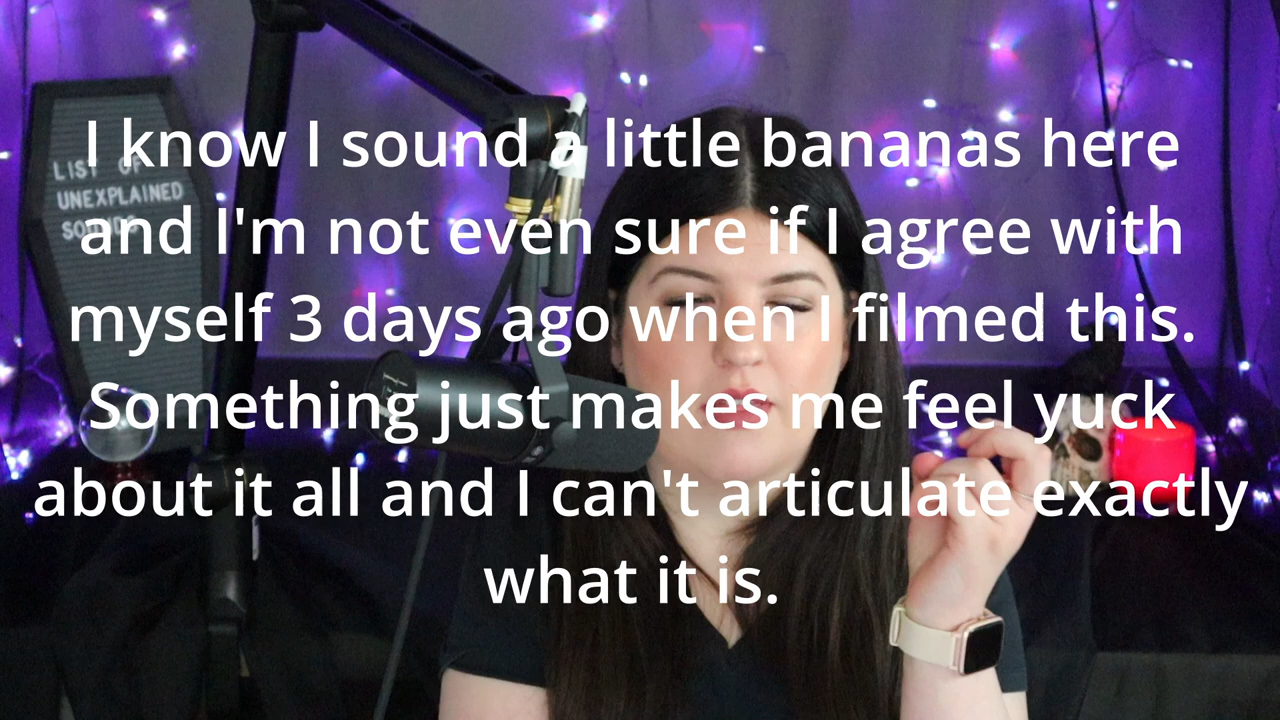 I know I sound a little bananas here
and I'm not even sure if I agree with
myself 3 days ago when I filmed this.
Something just makes me feel yuck
about it all and I can't articulate exactly
what it is.
LIST OF
UNEXPLAINED
SOUNDS